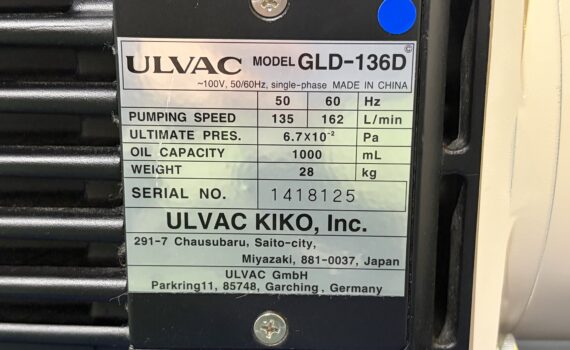 ©
ULVAC MODEL GLD-136D
~100V, 50/60Hz, single-phase MADE IN CHINA
50 60 Hz
PUMPING SPEED 135 162 L/min
ULTIMATE PRES. 6.7X10⁻² Pa
OIL CAPACITY 1000 mL
WEIGHT 28 kg
SERIAL NO. 1418125
ULVAC KIKO, Inc.
291-7 Chausubaru, Saito-city,
Miyazaki, 881-0037, Japan
ULVAC GmbH
Parkring11, 85748, Garching, Germany